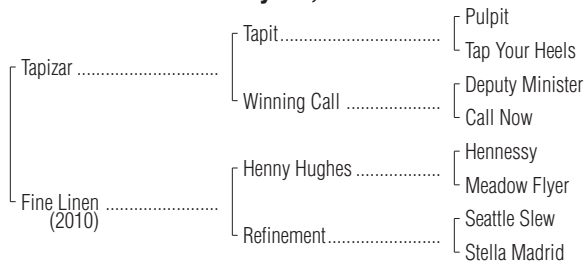 Pulpit
Tapit
Tap Your Heels
Tapizar
Deputy Minister
Winning Call
Call Now
Hennessy
Henny Hughes
Meadow Flyer
Fine Linen
(2010)
Seattle Slew
Refinement
Stella Madrid